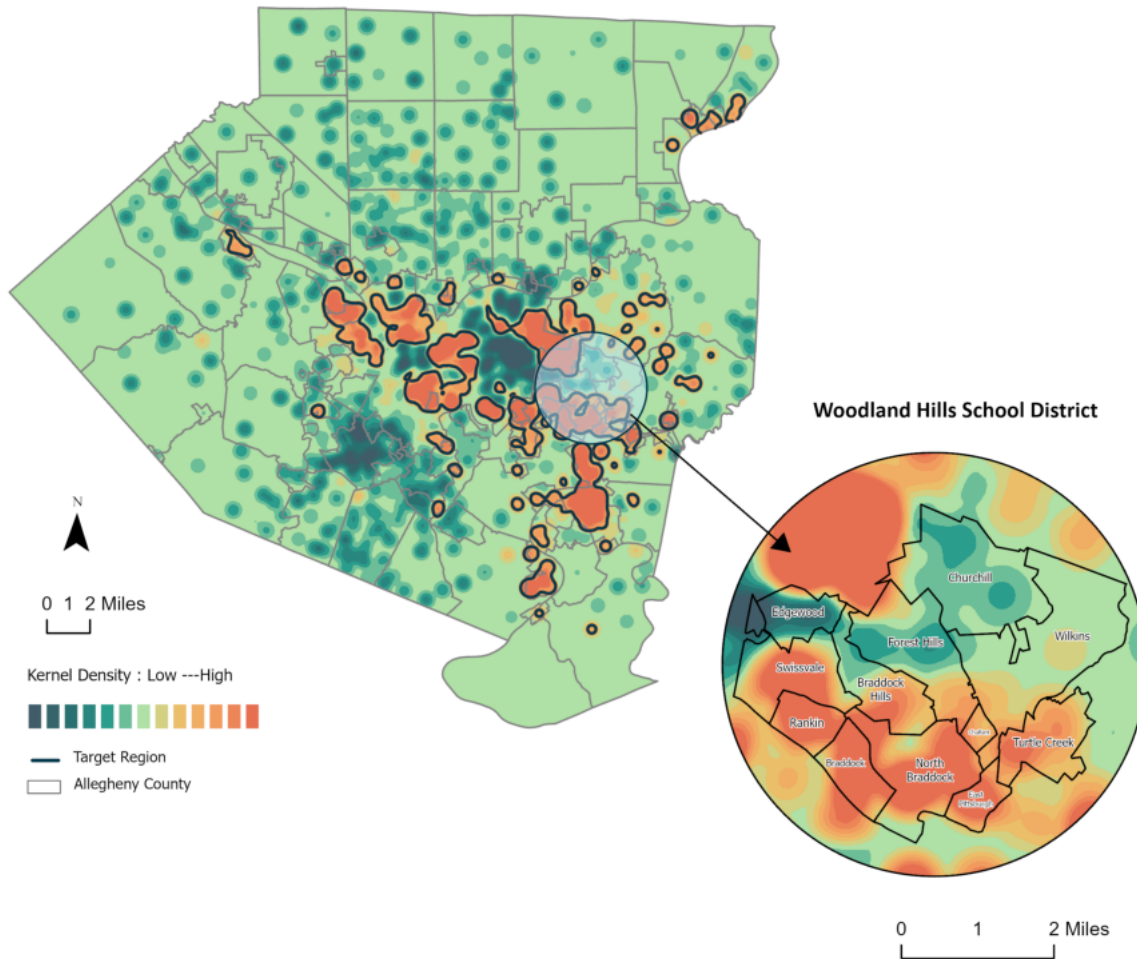 Woodland Hills School District
N
0 1 2 Miles
Kernel Density : Low ---High
Target Region
Allegheny County
Churchill
Edgewood
Forest Hills
Wilkins
Swissvale
Braddock
Hills
Rankin
Turtle Creek
Braddock
North
Braddock
East
Pittsburgh
0 1 2 Miles